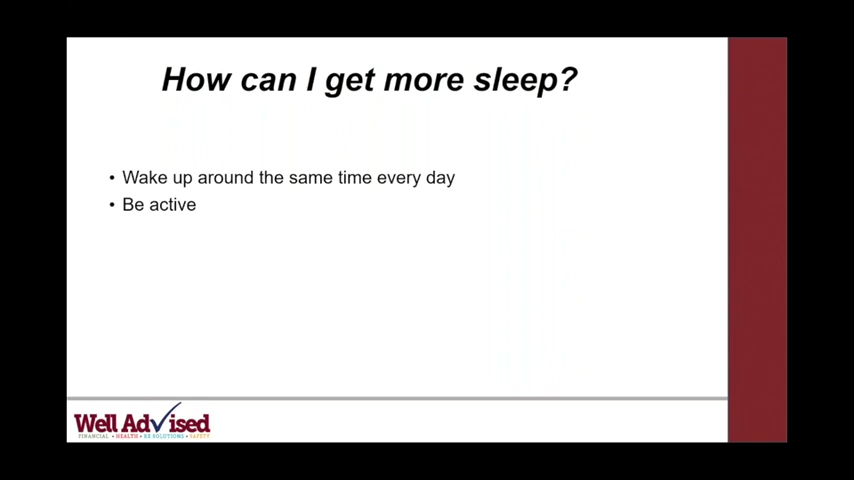 How can I get more sleep?
• Wake up around the same time every day
• Be active
Well Advised
FINANCIAL • HEALTH • RE-SOLUTIONS • SAFETY